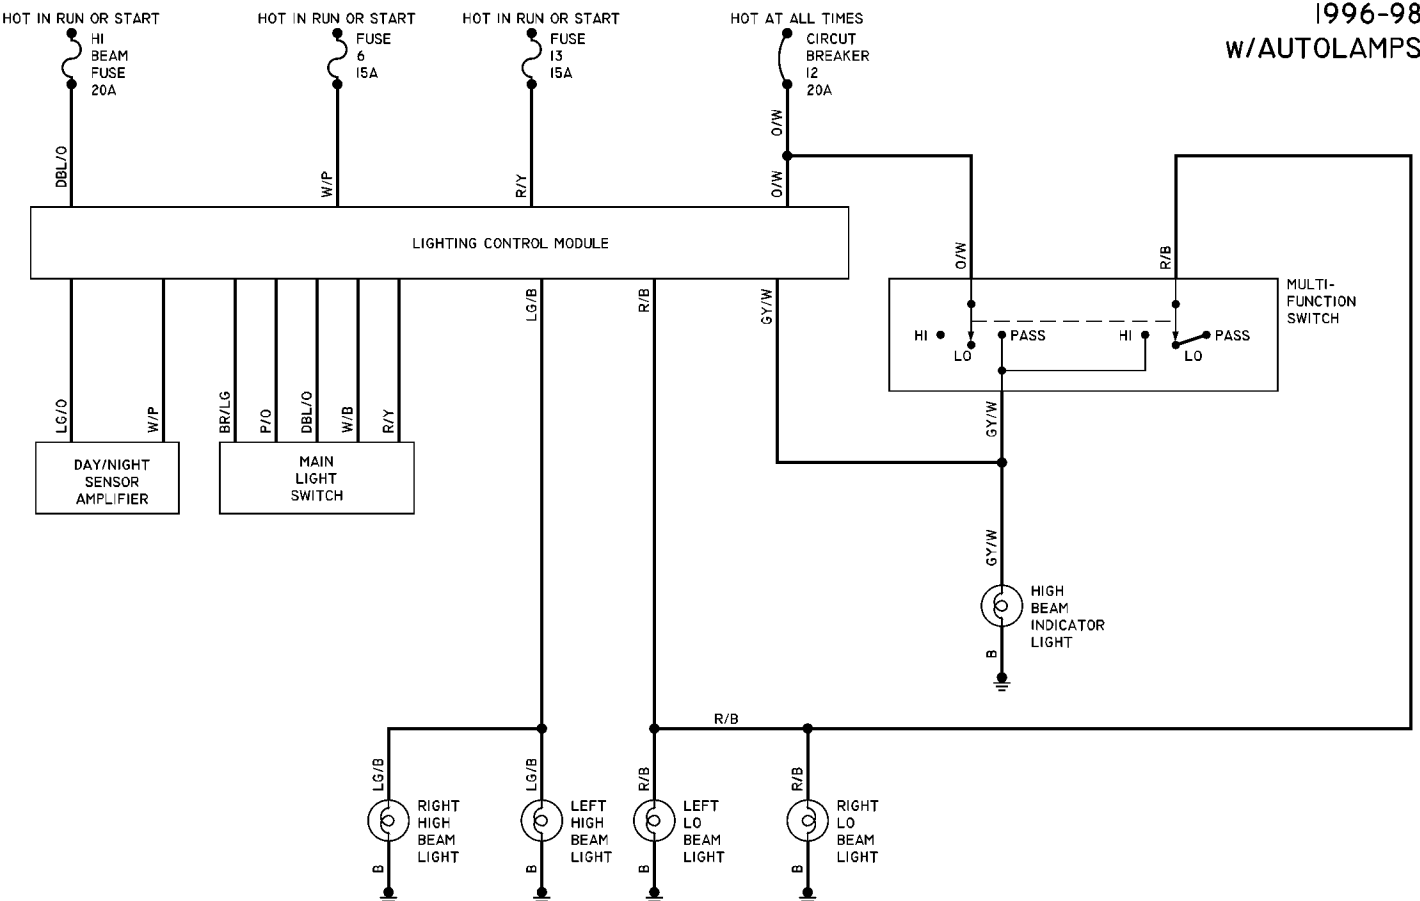 HOT IN RUN OR START
HI
BEAM
FUSE
20A
HOT IN RUN OR START
FUSE
6
15A
HOT IN RUN OR START
FUSE
13
15A
HOT AT ALL TIMES
CIRCUT
BREAKER
12
20A
1996-98
W/AUTOLAMPS
DBL/O
W/P
R/Y
O/W
O/W
O/W
R/B
LIGHTING CONTROL MODULE
MULTI-
FUNCTION
SWITCH
HI
LO
PASS
HI
LO
PASS
LG/O
W/P
BR/LG
P/O
DBL/O
W/B
R/Y
LG/B
R/B
GY/W
GY/W
DAY/NIGHT
SENSOR
AMPLIFIER
MAIN
LIGHT
SWITCH
GY/W
HIGH
BEAM
INDICATOR
LIGHT
B
R/B
LG/B
LG/B
R/B
R/B
RIGHT
HIGH
BEAM
LIGHT
LEFT
HIGH
BEAM
LIGHT
LEFT
LO
BEAM
LIGHT
RIGHT
LO
BEAM
LIGHT
B
B
B
B